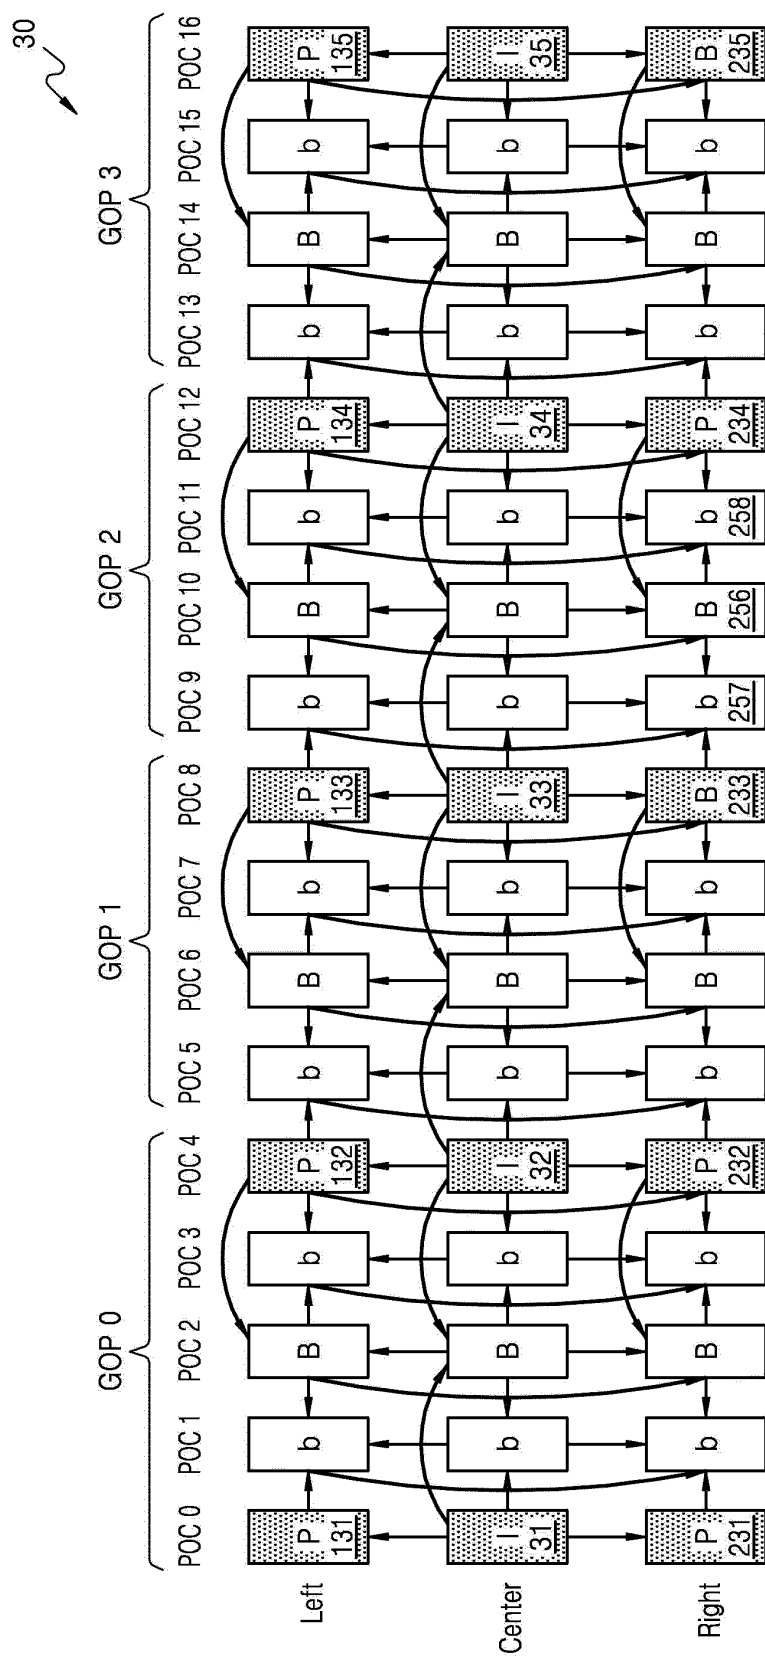 30
GOP 0 GOP 1 GOP 2 GOP 3
POC 0 POC 1 POC 2 POC 3 POC 4 POC 5 POC 6 POC 7 POC 8 POC 9 POC 10 POC 11 POC 12 POC 13 POC 14 POC 15 POC 16
Left P b B b P b B b P b B b P b B b P
131 132 133 134 135
Center I b B b I b B b I b B b I b B b I
31 32 33 34 35
Right P b B b P b B b B b B b P b B b B
231 232 233 257 256 258 234 235